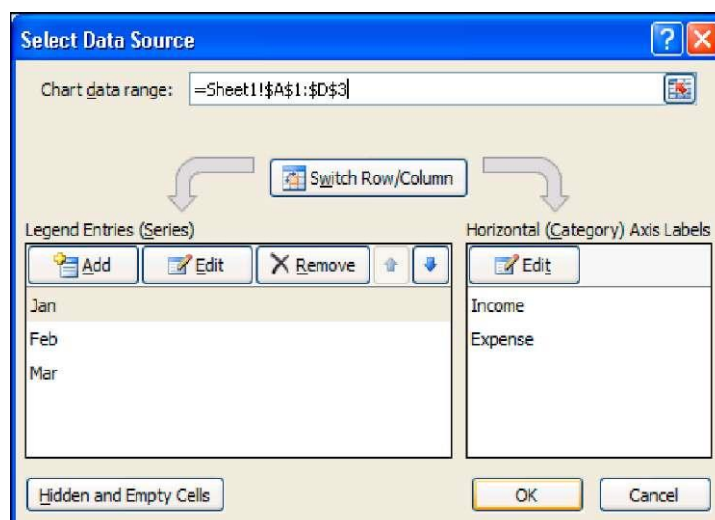 Select Data Source
Chart data range: =Sheet1!$A$1:$D$3
Switch Row/Column
Legend Entries (Series)
Add Edit Remove
Jan
Feb
Mar
Horizontal (Category) Axis Labels
Edit
Income
Expense
Hidden and Empty Cells
OK Cancel